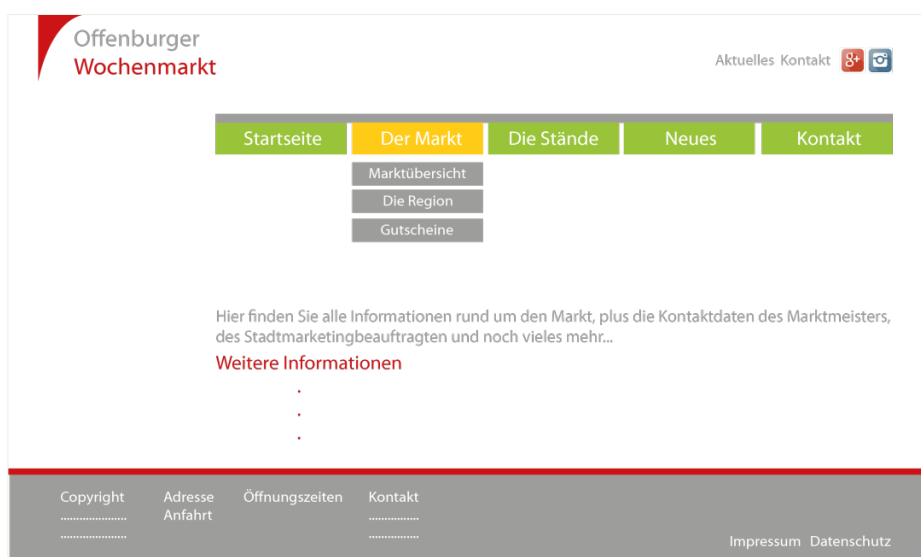 Offenburger
Wochenmarkt
Aktuelles Kontakt 8+
Startseite Der Markt Die Stände Neues Kontakt
Marktübersicht
Die Region
Gutscheine
Hier finden Sie alle Informationen rund um den Markt, plus die Kontaktdaten des Marktmeisters,
des Stadtmarketingbeauftragten und noch vieles mehr...
Weitere Informationen
.
.
.
Copyright Adresse Öffnungszeiten Kontakt
..................... Anfahrt ................
..................... ................
Impressum Datenschutz